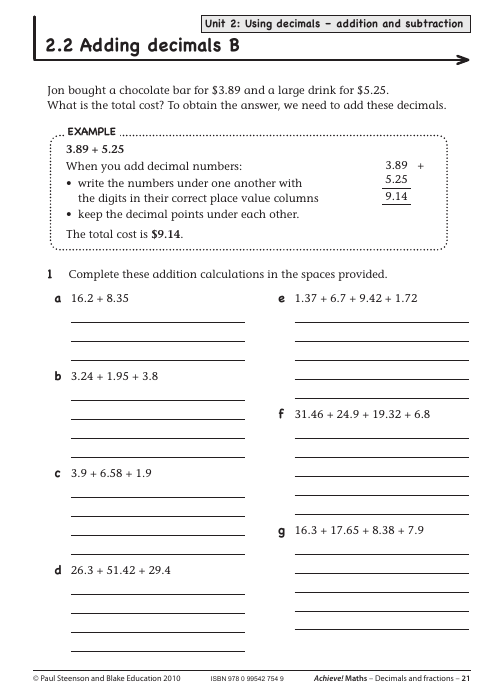 Unit 2: Using decimals – addition and subtraction
2.2 Adding decimals B
Jon bought a chocolate bar for $3.89 and a large drink for $5.25.
What is the total cost? To obtain the answer, we need to add these decimals.
EXAMPLE
3.89 + 5.25
When you add decimal numbers:
• write the numbers under one another with
the digits in their correct place value columns
• keep the decimal points under each other.
The total cost is $9.14.
3.89 +
5.25
9.14
1 Complete these addition calculations in the spaces provided.
a 16.2 + 8.35
b 3.24 + 1.95 + 3.8
c 3.9 + 6.58 + 1.9
d 26.3 + 51.42 + 29.4
e 1.37 + 6.7 + 9.42 + 1.72
f 31.46 + 24.9 + 19.32 + 6.8
g 16.3 + 17.65 + 8.38 + 7.9
© Paul Steenson and Blake Education 2010 ISBN 978 0 99542 754 9 Achieve! Maths – Decimals and fractions – 21